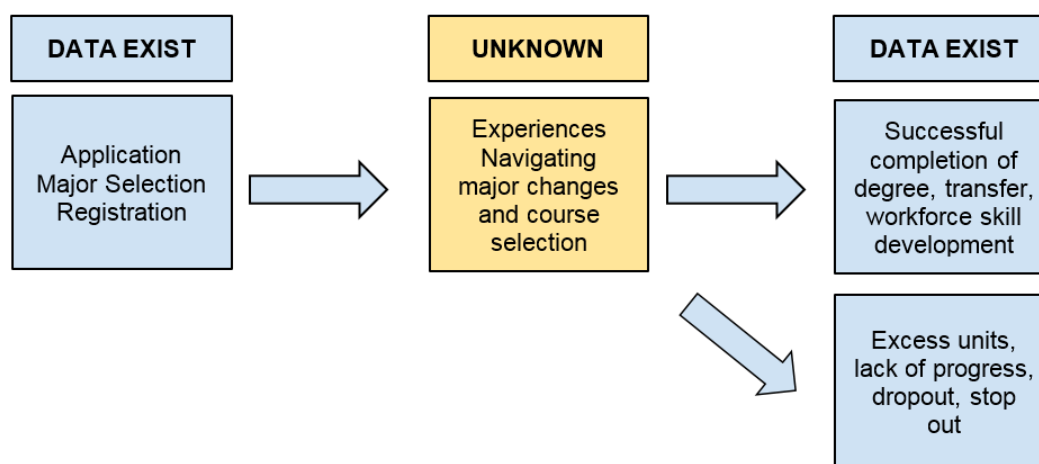 DATA EXIST
Application
Major Selection
Registration
UNKNOWN
Experiences
Navigating
major changes
and course
selection
DATA EXIST
Successful
completion of
degree, transfer,
workforce skill
development
Excess units,
lack of progress,
dropout, stop
out